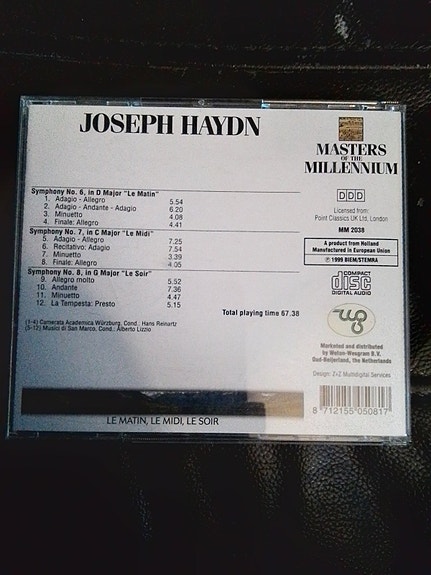 JOSEPH HAYDN
MASTERS
OF THE
MILLENNIUM
Symphony No. 6, in D Major "Le Matin"
1. Adagio - Allegro 5.54
2. Adagio - Andante - Adagio 6.20
3. Minuetto 4.08
4. Finale: Allegro 4.41
Symphony No. 7, in C Major "Le Midi"
5. Adagio - Allegro 7.25
6. Recitativo: Adagio 7.54
7. Minuetto 3.39
8. Finale: Allegro 4.05
Symphony No. 8, in G Major "Le Soir"
9. Allegro molto 5.52
10. Andante 7.36
11. Minuetto 4.47
12. La Tempesta: Presto 5.15
Total playing time 67.38
(1-4) Camerata Academica Würzburg, Cond.: Hans Reinartz
(5-12) Musici di San Marco, Cond.: Alberto Lizzio
DDD
Licensed from:
Point Classics UK Ltd, London
MM 2038
A product from Holland
Manufactured in European Union
© 1999 BIEM/STEMRA
COMPACT
disc
DIGITAL AUDIO
Marketed and distributed
by Weton-Wesgram B.V.
Oud-Beijerland, the Netherlands
Design: Z+Z Multidigital Services
8 712155 050817
LE MATIN, LE MIDI, LE SOIR